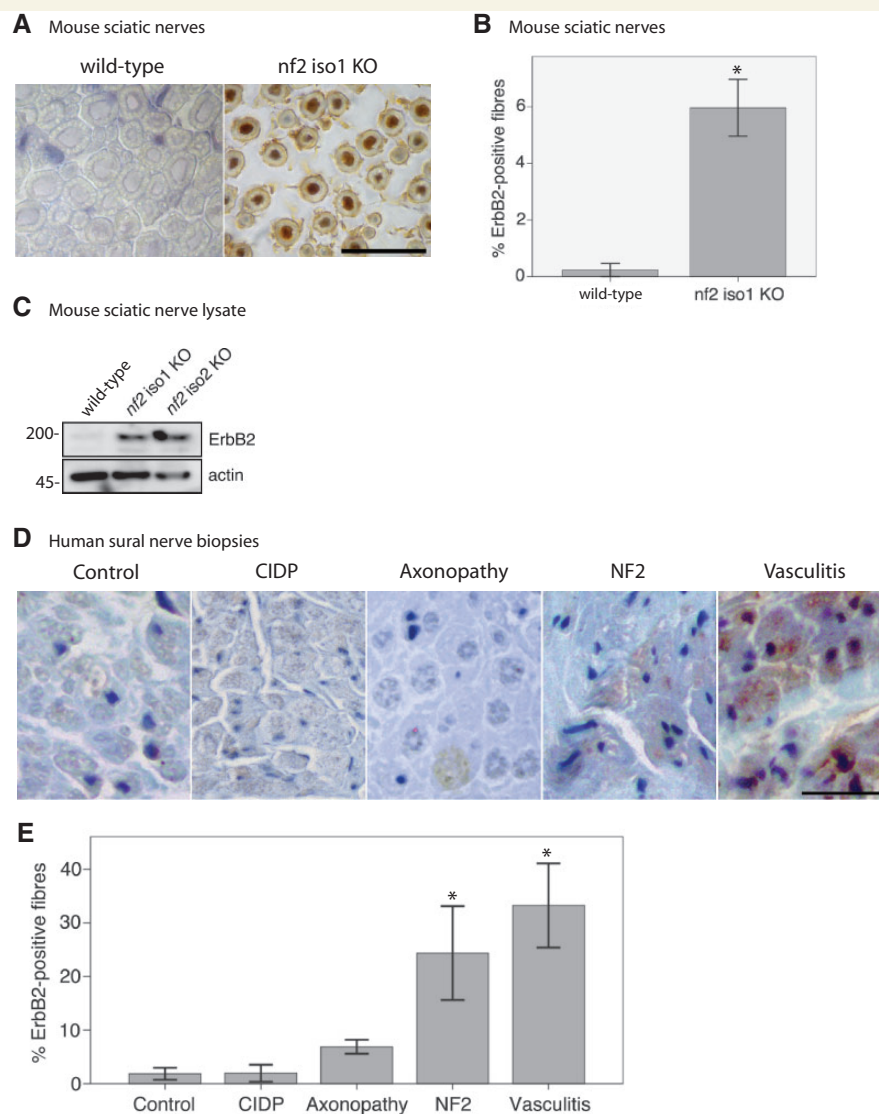 A Mouse sciatic nerves
wild-type nf2 iso1 KO
B Mouse sciatic nerves
% ErbB2-positive fibres
6
4
2
0
*
wild-type nf2 iso1 KO
C Mouse sciatic nerve lysate
wild-type nf2 iso1 KO nf2 iso2 KO
200- ErbB2
45- actin
D Human sural nerve biopsies
Control CIDP Axonopathy NF2 Vasculitis
E
% ErbB2-positive fibres
40
30
20
10
0
* *
Control CIDP Axonopathy NF2 Vasculitis